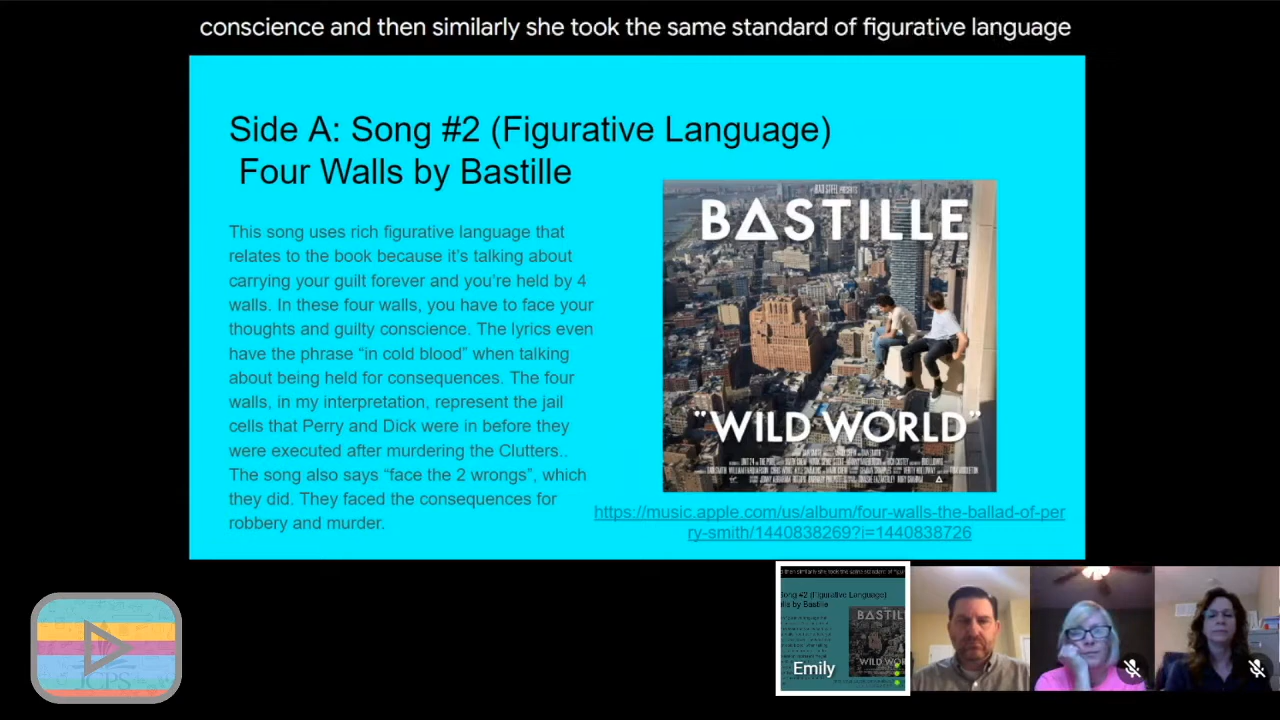 conscience and then similarly she took the same standard of figurative language
Side A: Song #2 (Figurative Language)
Four Walls by Bastille
This song uses rich figurative language that
relates to the book because it's talking about
carrying your guilt forever and you're held by 4
walls. In these four walls, you have to face your
thoughts and guilty conscience. The lyrics even
have the phrase “in cold blood” when talking
about being held for consequences. The four
walls, in my interpretation, represent the jail
cells that Perry and Dick were in before they
were executed after murdering the Clutters..
The song also says “face the 2 wrongs”, which
they did. They faced the consequences for
robbery and murder.
BASTILLE
"WILD WORLD"
https://music.apple.com/us/album/four-walls-the-ballad-of-per
ry-smith/1440838269?i=1440838726
Emily